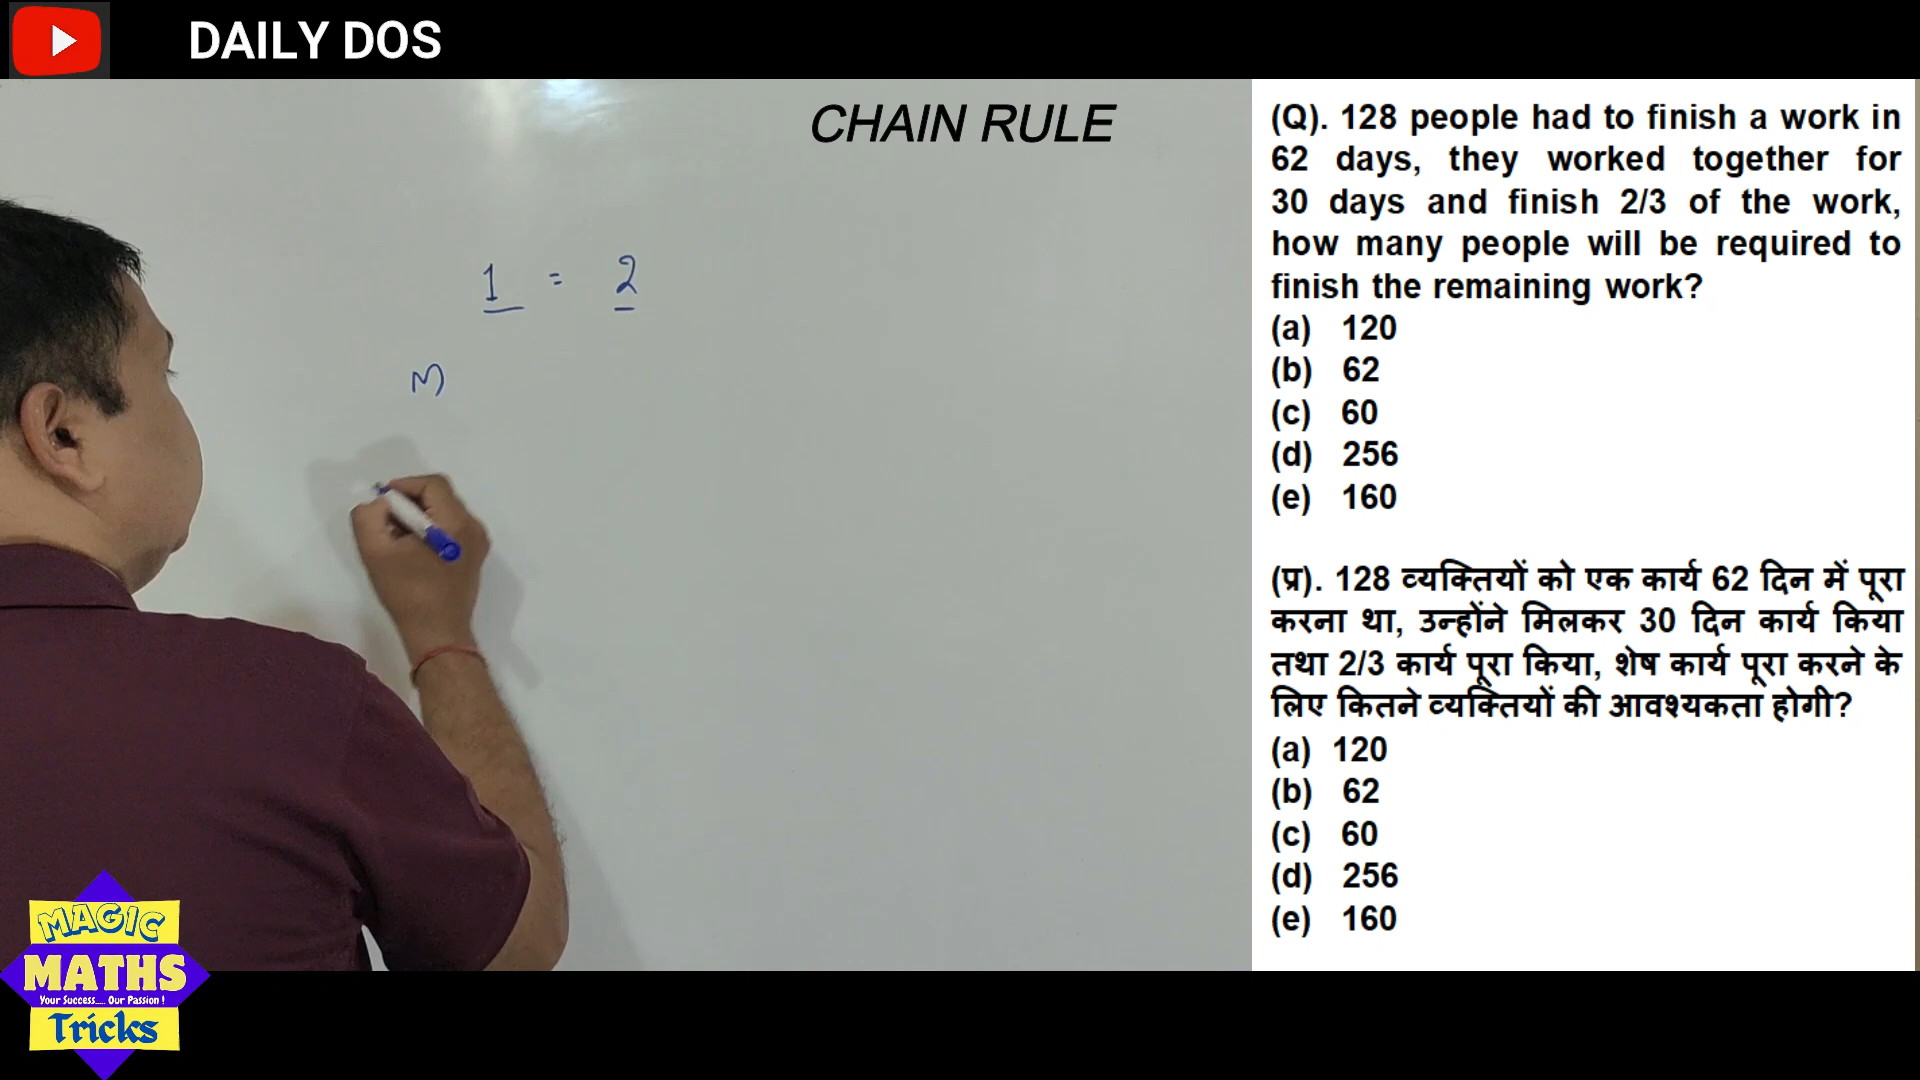 DAILY DOS
CHAIN RULE
1 = 2
M
(Q). 128 people had to finish a work in
62 days, they worked together for
30 days and finish 2/3 of the work,
how many people will be required to
finish the remaining work?
(a) 120
(b) 62
(c) 60
(d) 256
(e) 160
(प्र). 128 व्यक्तियों को एक कार्य 62 दिन में पूरा
करना था, उन्होंने मिलकर 30 दिन कार्य किया
तथा 2/3 कार्य पूरा किया, शेष कार्य पूरा करने के
लिए कितने व्यक्तियों की आवश्यकता होगी?
(a) 120
(b) 62
(c) 60
(d) 256
(e) 160
MAGIC
MATHS
Your Success.... Our Passion !
Tricks